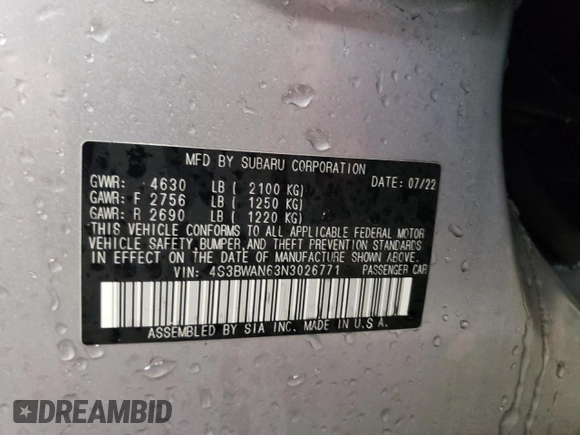 MFD BY SUBARU CORPORATION
GVWR: 4630 LB ( 2100 KG) DATE: 07/22
GAWR: F 2756 LB ( 1250 KG)
GAWR: R 2690 LB ( 1220 KG)
THIS VEHICLE CONFORMS TO ALL APPLICABLE FEDERAL MOTOR
VEHICLE SAFETY, BUMPER, AND THEFT PREVENTION STANDARDS
IN EFFECT ON THE DATE OF MANUFACTURE SHOWN ABOVE.
VIN: 4S3BWAN63N3026771 PASSENGER CAR
ASSEMBLED BY SIA INC. MADE IN U.S.A.
DREAMBID